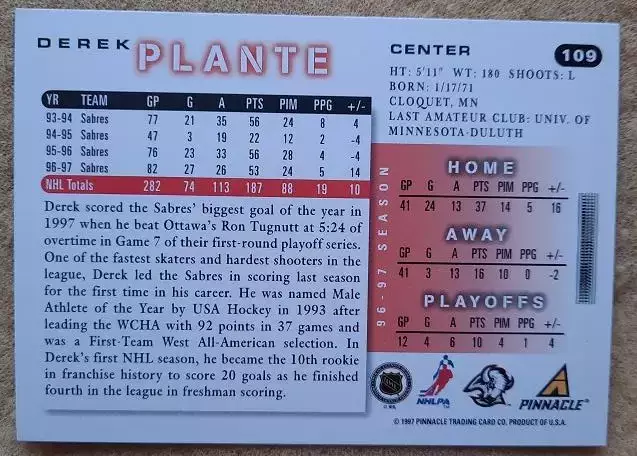 DEREK PLANTE
YR TEAM GP G A PTS PIM PPG +/-
93-94 Sabres 77 21 35 56 24 8 4
94-95 Sabres 47 3 19 22 12 2 -4
95-96 Sabres 76 23 33 56 28 4 -4
96-97 Sabres 82 27 26 53 24 5 14
NHL Totals 282 74 113 187 88 19 10
Derek scored the Sabres' biggest goal of the year in
1997 when he beat Ottawa's Ron Tugnutt at 5:24 of
overtime in Game 7 of their first-round playoff series.
One of the fastest skaters and hardest shooters in the
league, Derek led the Sabres in scoring last season
for the first time in his career. He was named Male
Athlete of the Year by USA Hockey in 1993 after
leading the WCHA with 92 points in 37 games and
was a First-Team West All-American selection. In
Derek's first NHL season, he became the 10th rookie
in franchise history to score 20 goals as he finished
fourth in the league in freshman scoring.
CENTER
109
HT: 5'11" WT: 180 SHOOTS: L
BORN: 1/17/71
CLOQUET, MN
LAST AMATEUR CLUB: UNIV. OF
MINNESOTA-DULUTH
96-97 SEASON
HOME
GP G A PTS PIM PPG +/-
41 24 13 37 14 5 16
AWAY
GP G A PTS PIM PPG +/-
41 3 13 16 10 0 -2
PLAYOFFS
GP G A PTS PIM PPG +/-
12 4 6 10 4 1 4
NHL
NHLPA
PINNACLE
© 1997 PINNACLE TRADING CARD CO. PRODUCT OF U.S.A.